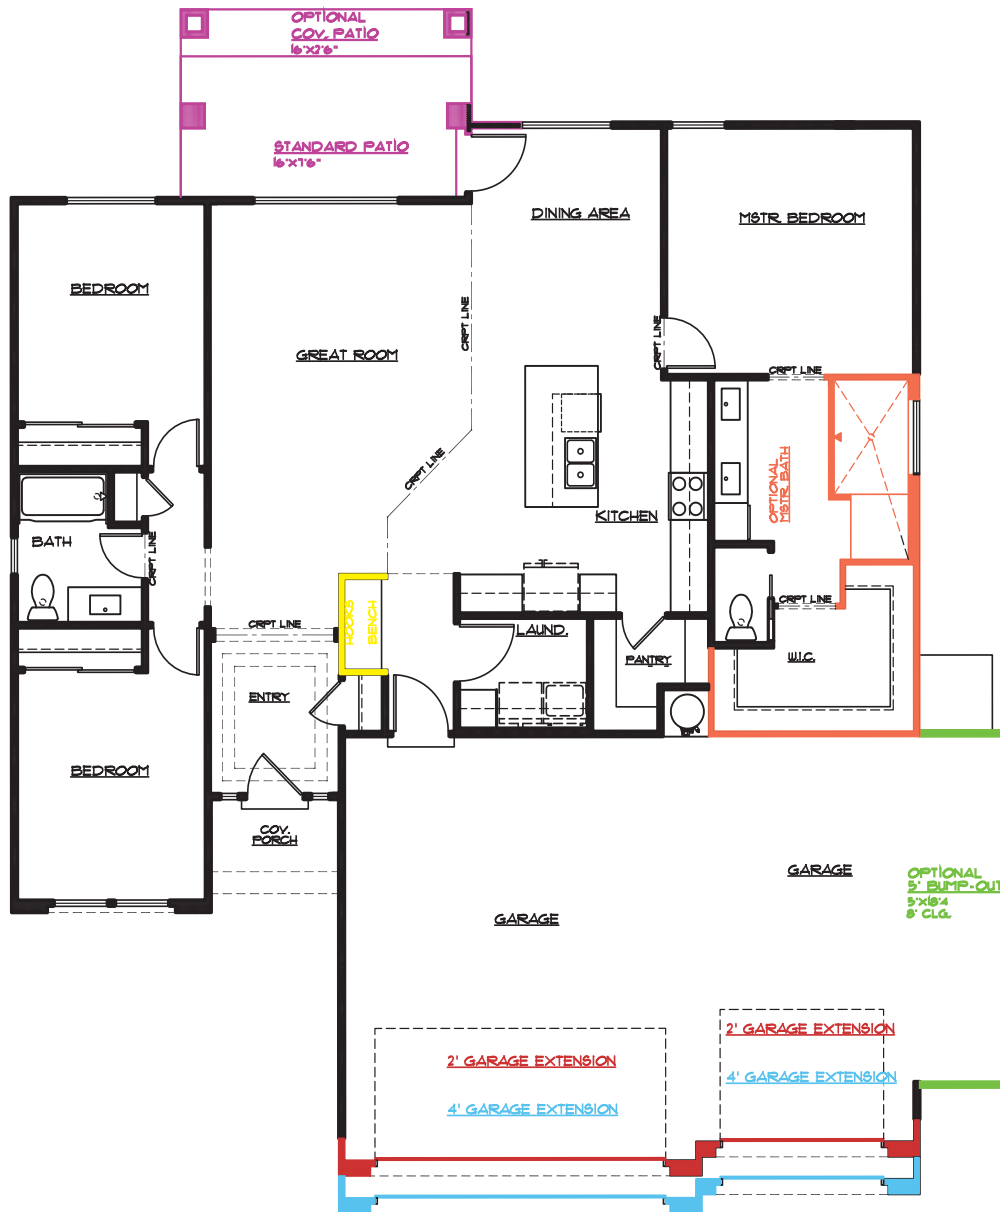 OPTIONAL
COV. PATIO
16'X2'6"
STANDARD PATIO
16'X7'6"
DINING AREA
MSTR. BEDROOM
BEDROOM
GREAT ROOM
CRPT LINE
CRPT LINE
CRPT LINE
CRPT LINE
OPTIONAL
MSTR. BATH
KITCHEN
BATH
CRPT LINE
CRPT LINE
CRPT LINE
HOOKS
BENCH
LAUND.
PANTRY
W.I.C.
ENTRY
BEDROOM
COV.
PORCH
GARAGE
GARAGE
OPTIONAL
5' BUMP-OUT
5'X18'4
8' CLG.
2' GARAGE EXTENSION
2' GARAGE EXTENSION
4' GARAGE EXTENSION
4' GARAGE EXTENSION